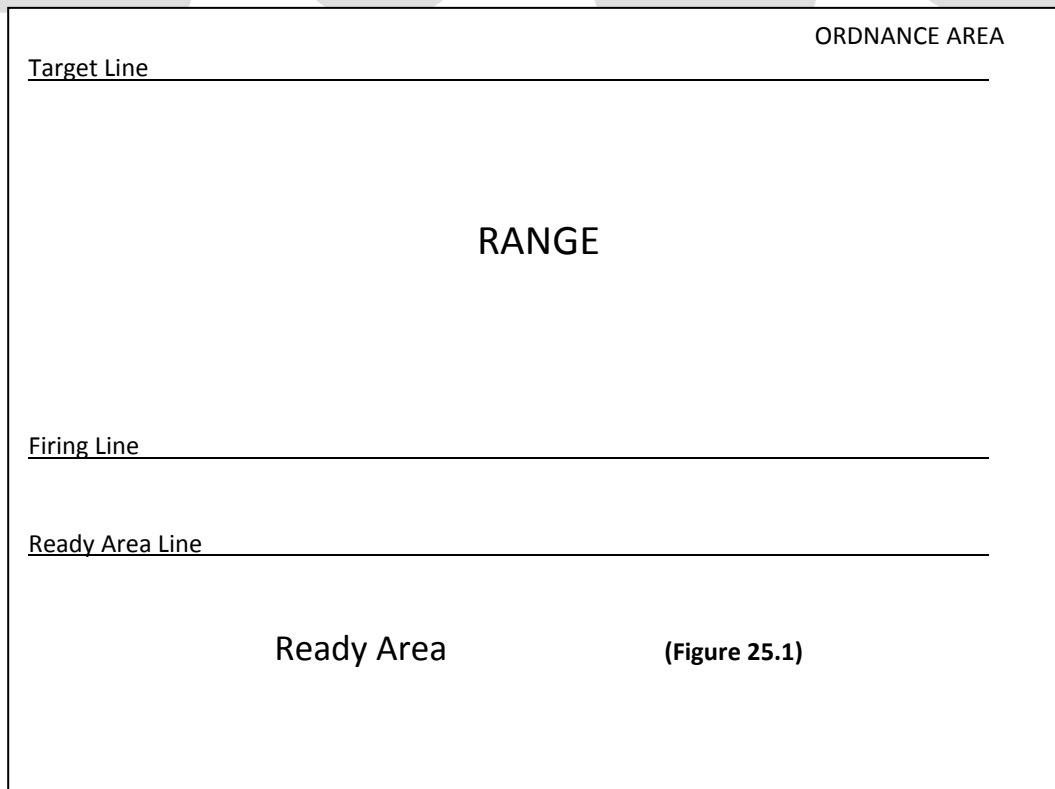 ORDNANCE AREA
Target Line
RANGE
Firing Line
Ready Area Line
Ready Area (Figure 25.1)